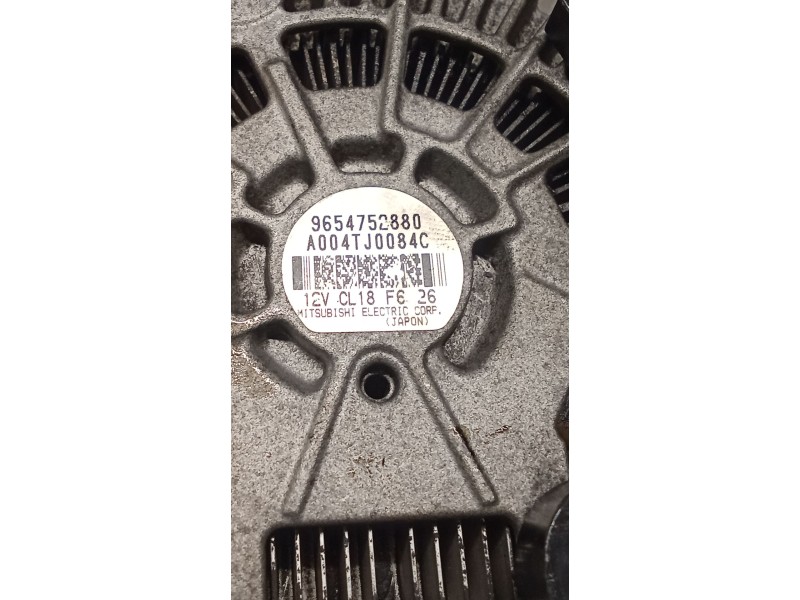 9654752880
A004TJ0084C
12V CL18 F6 26
MITSUBISHI ELECTRIC CORP.
(JAPON)